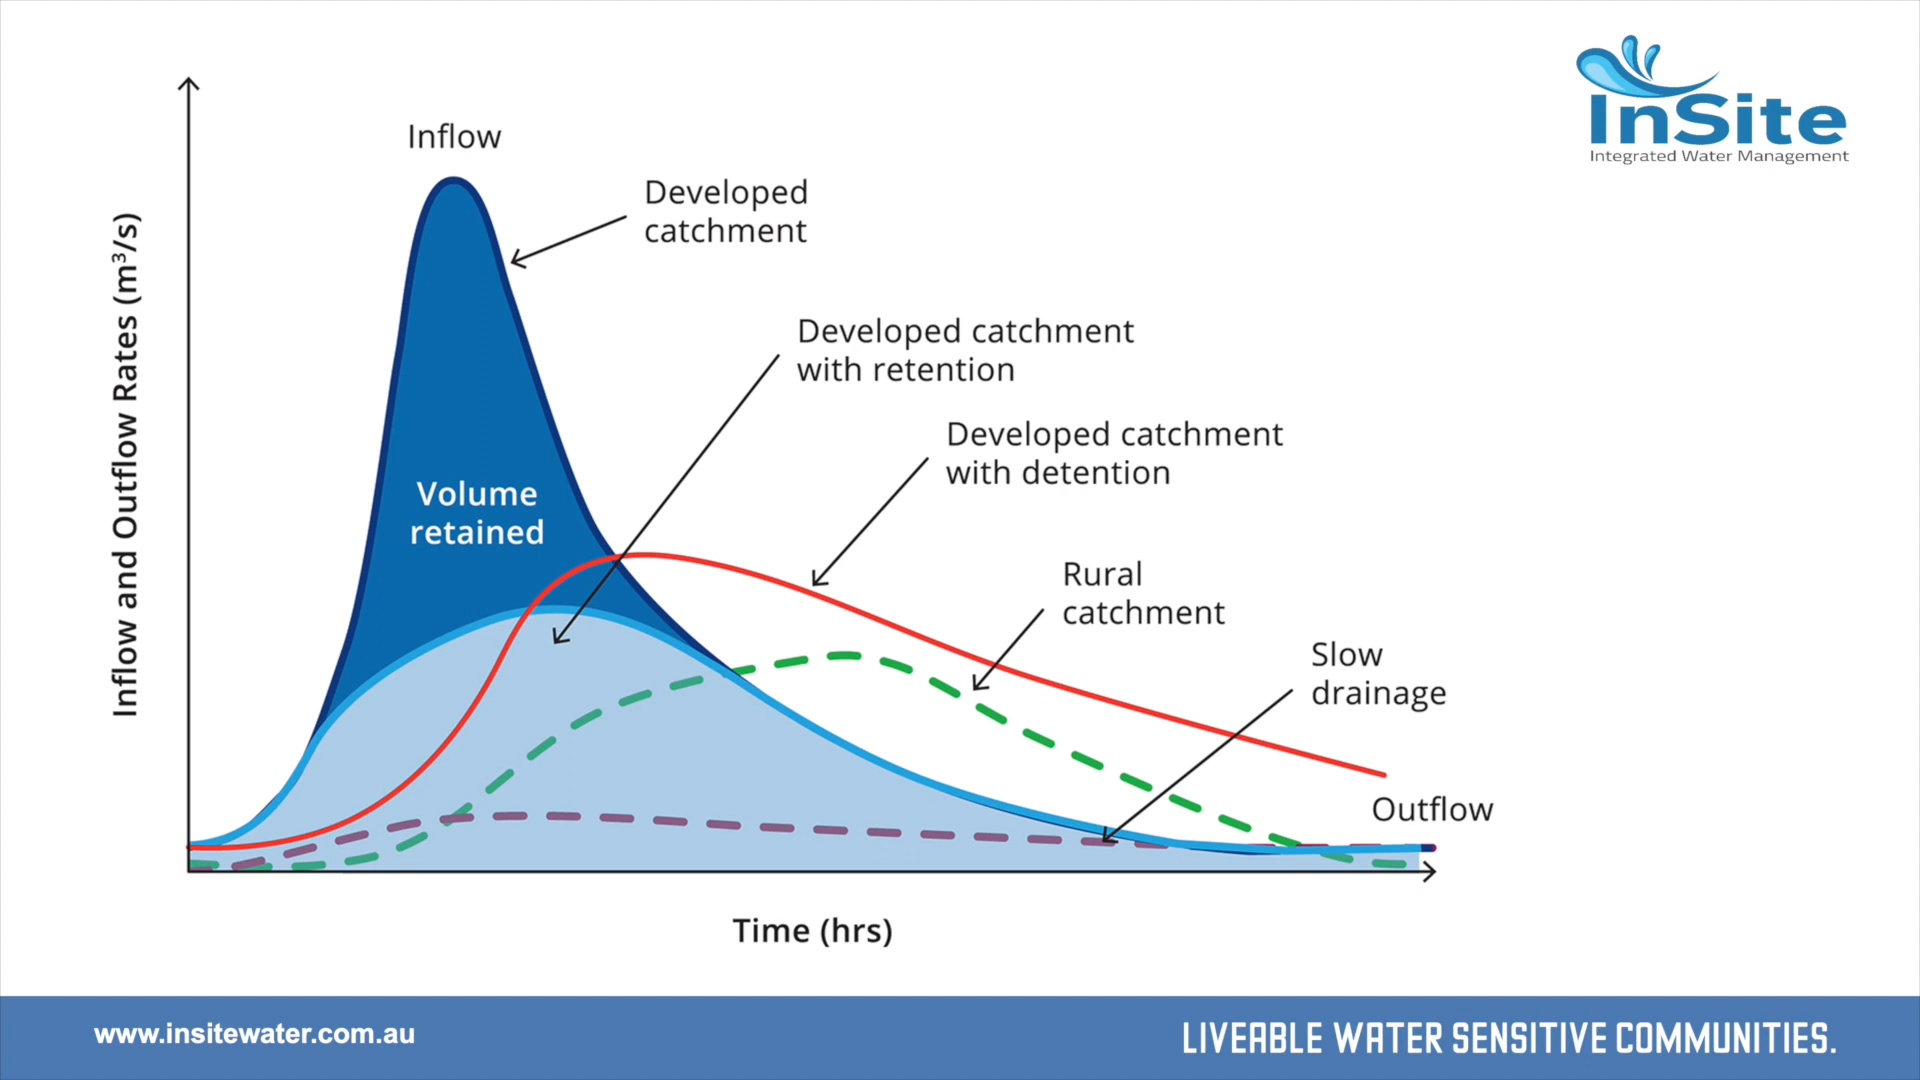 InSite
Integrated Water Management
Inflow
Developed
catchment
Developed catchment
with retention
Developed catchment
with detention
Volume
retained
Rural
catchment
Slow
drainage
Outflow
Inflow and Outflow Rates (m³/s)
Time (hrs)
www.insitewater.com.au
LIVEABLE WATER SENSITIVE COMMUNITIES.